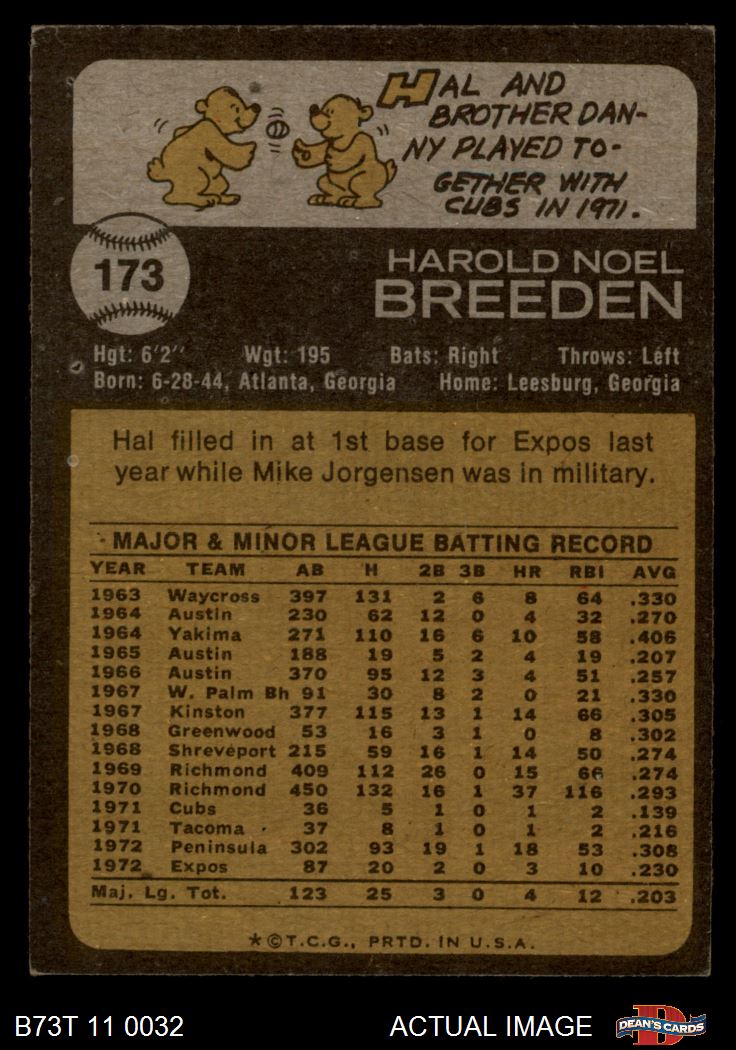 HAL AND
BROTHER DAN-
NY PLAYED TO-
GETHER WITH
CUBS IN 1971.
173
HAROLD NOEL
BREEDEN
Hgt: 6'2" Wgt: 195 Bats: Right Throws: Left
Born: 6-28-44, Atlanta, Georgia Home: Leesburg, Georgia
Hal filled in at 1st base for Expos last
year while Mike Jorgensen was in military.
MAJOR & MINOR LEAGUE BATTING RECORD
YEAR TEAM AB H 2B 3B HR RBI AVG
1963 Waycross 397 131 2 6 8 64 .330
1964 Austin 230 62 12 0 4 32 .270
1964 Yakima 271 110 16 6 10 58 .406
1965 Austin 188 19 5 2 4 19 .207
1966 Austin 370 95 12 3 4 51 .257
1967 W. Palm Bh 91 30 8 2 0 21 .330
1967 Kinston 377 115 13 1 14 66 .305
1968 Greenwood 53 16 3 1 0 8 .302
1968 Shreveport 215 59 16 1 14 50 .274
1969 Richmond 409 112 26 0 15 66 .274
1970 Richmond 450 132 16 1 37 116 .293
1971 Cubs 36 5 1 0 1 2 .139
1971 Tacoma 37 8 1 0 1 2 .216
1972 Peninsula 302 93 19 1 18 53 .308
1972 Expos 87 20 2 0 3 10 .230
Maj. Lg. Tot. 123 25 3 0 4 12 .203
*©T.C.G., PRTD. IN U.S.A.
B73T 11 0032 ACTUAL IMAGE D DEAN'S CARDS